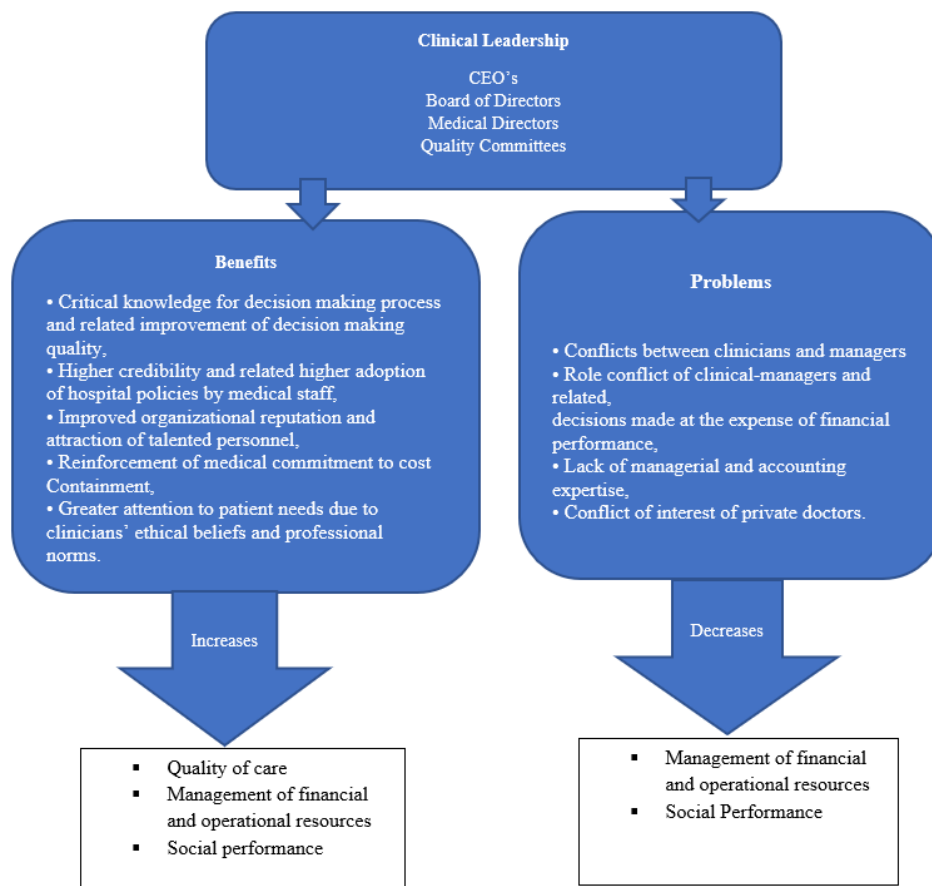 Clinical Leadership
CEO’s
Board of Directors
Medical Directors
Quality Committees
Benefits
• Critical knowledge for decision making process
and related improvement of decision making
quality,
• Higher credibility and related higher adoption
of hospital policies by medical staff,
• Improved organizational reputation and
attraction of talented personnel,
• Reinforcement of medical commitment to cost
Containment,
• Greater attention to patient needs due to
clinicians’ ethical beliefs and professional
norms.
Problems
• Conflicts between clinicians and managers
• Role conflict of clinical-managers and
related,
decisions made at the expense of financial
performance,
• Lack of managerial and accounting
expertise,
• Conflict of interest of private doctors.
Increases
Decreases
▪ Quality of care
▪ Management of financial
and operational resources
▪ Social performance
▪ Management of financial
and operational resources
▪ Social Performance